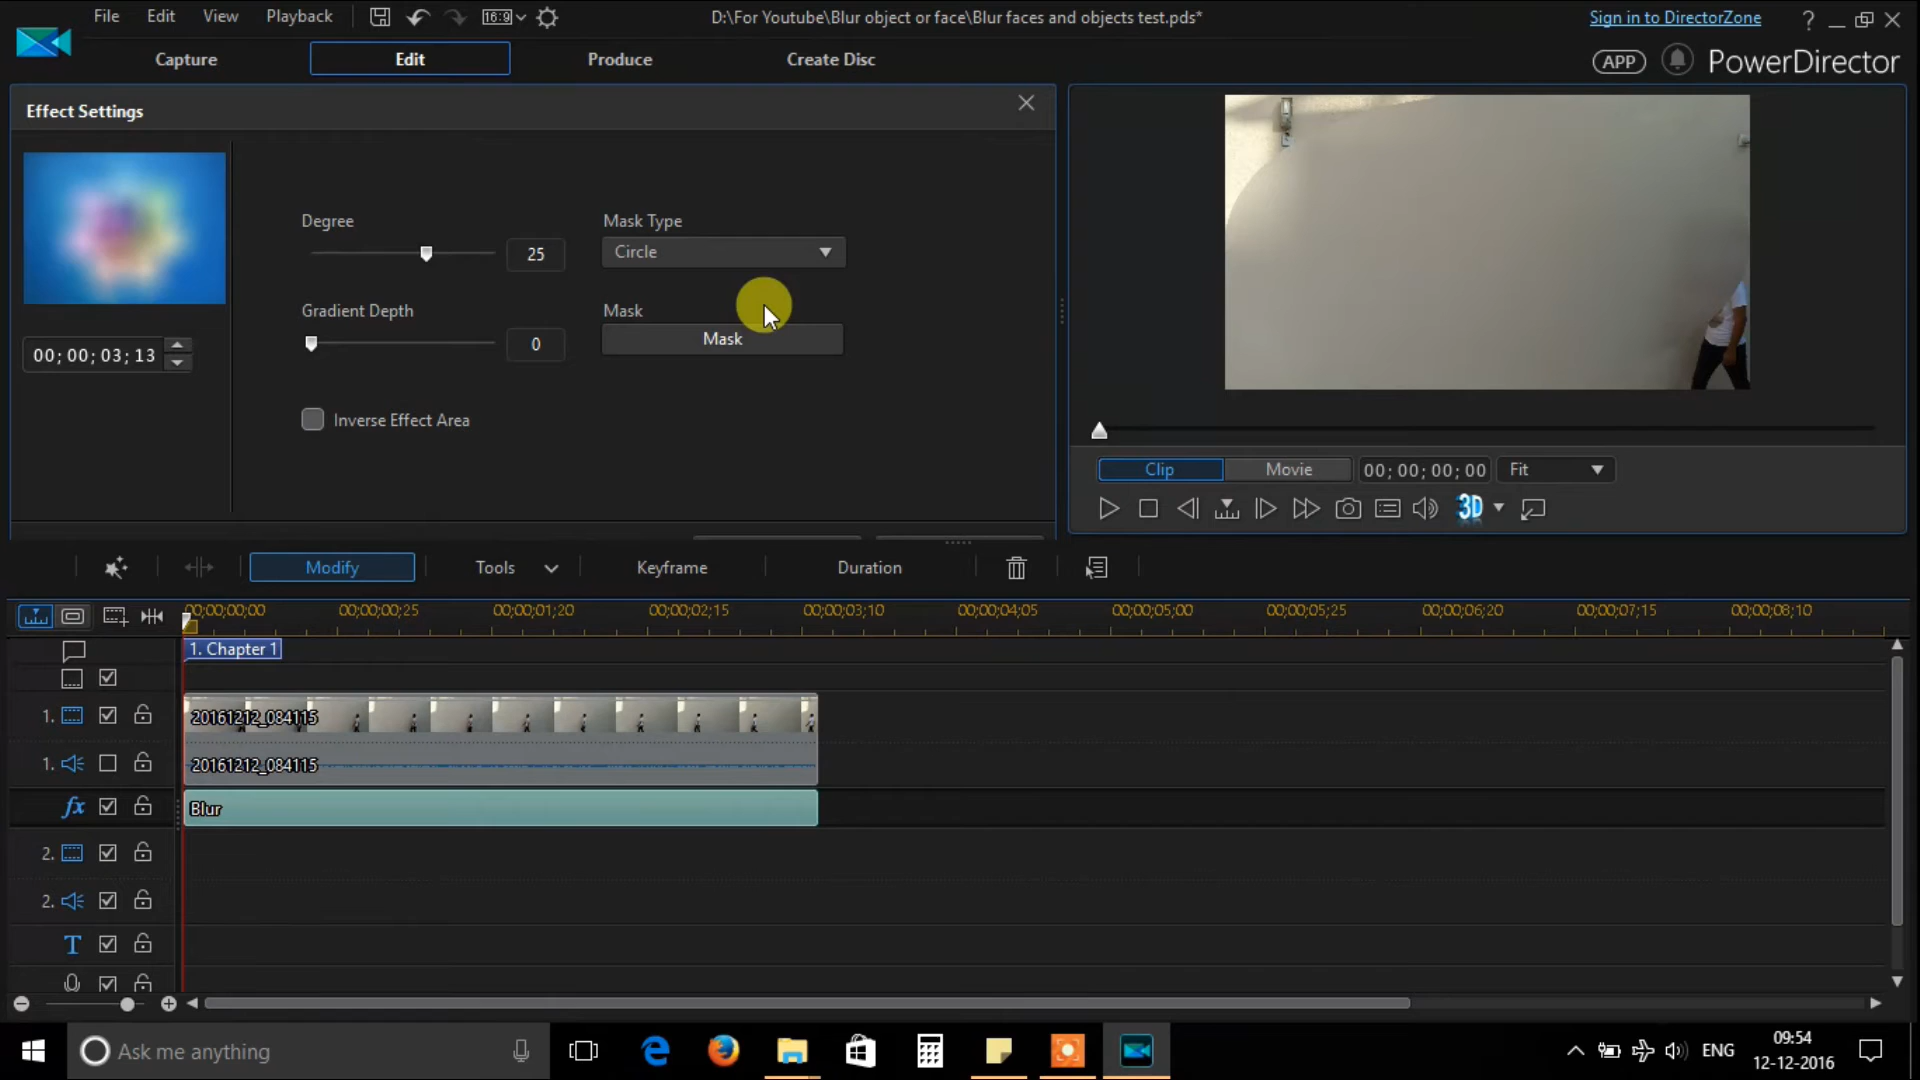 File Edit View Playback 16:9 D:\For Youtube\Blur object or face\Blur faces and objects test.pds* Sign in to DirectorZone ?
Capture Edit Produce Create Disc APP PowerDirector
Effect Settings
Degree Mask Type
25 Circle
Gradient Depth Mask
0 Mask
00; 00; 03; 13
Inverse Effect Area
Clip Movie 00; 00; 00; 00 Fit
3D
Modify Tools Keyframe Duration
00;00;00;00 00;00;00;25 00;00;01;20 00;00;02;15 00;00;03;10 00;00;04;05 00;00;05;00 00;00;05;25 00;00;06;20 00;00;07;15 00;00;08;10
1. Chapter 1
1. 20161212_084115
1. 20161212_084115
fx Blur
2.
2.
T
Ask me anything ENG 09:54
12-12-2016